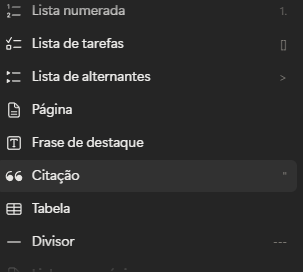 Lista numerada 1.
Lista de tarefas []
Lista de alternantes >
Página
Frase de destaque
Citação "
Tabela
Divisor ---